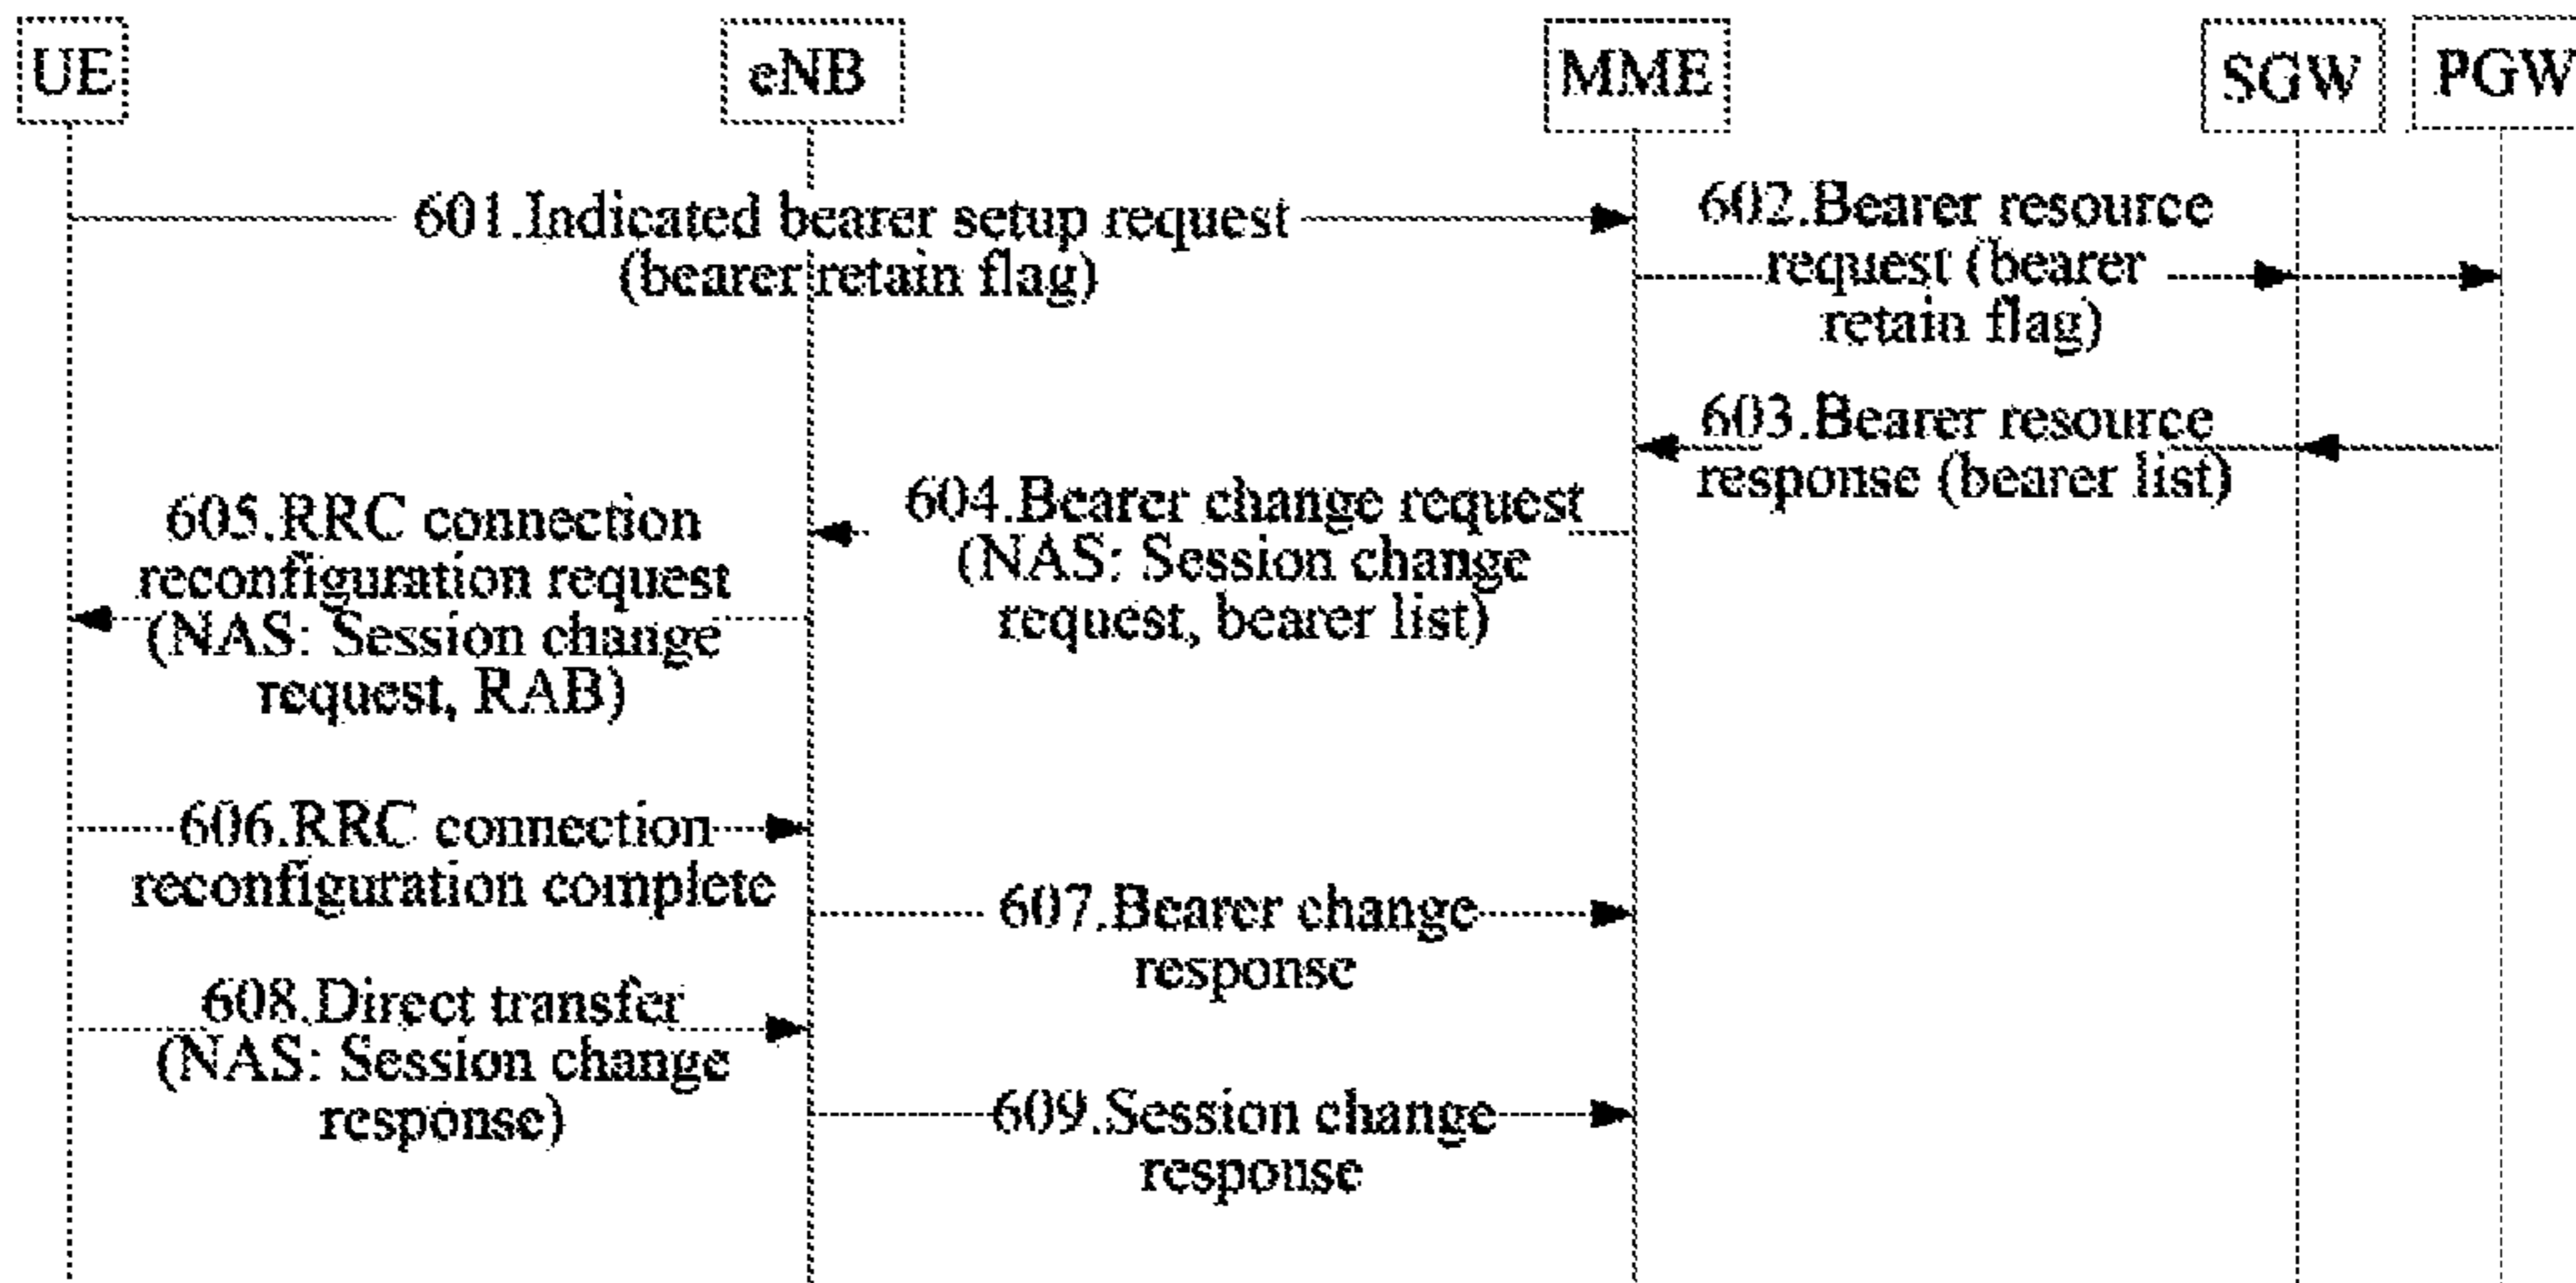 UE
eNB
MME
SGW
PGW
601.Indicated bearer setup request
(bearer retain flag)
602.Bearer resource
request (bearer
retain flag)
603.Bearer resource
response (bearer list)
604.Bearer change request
(NAS: Session change
request, bearer list)
605.RRC connection
reconfiguration request
(NAS: Session change
request, RAB)
606.RRC connection
reconfiguration complete
607.Bearer change
response
608.Direct transfer
(NAS: Session change
response)
609.Session change
response